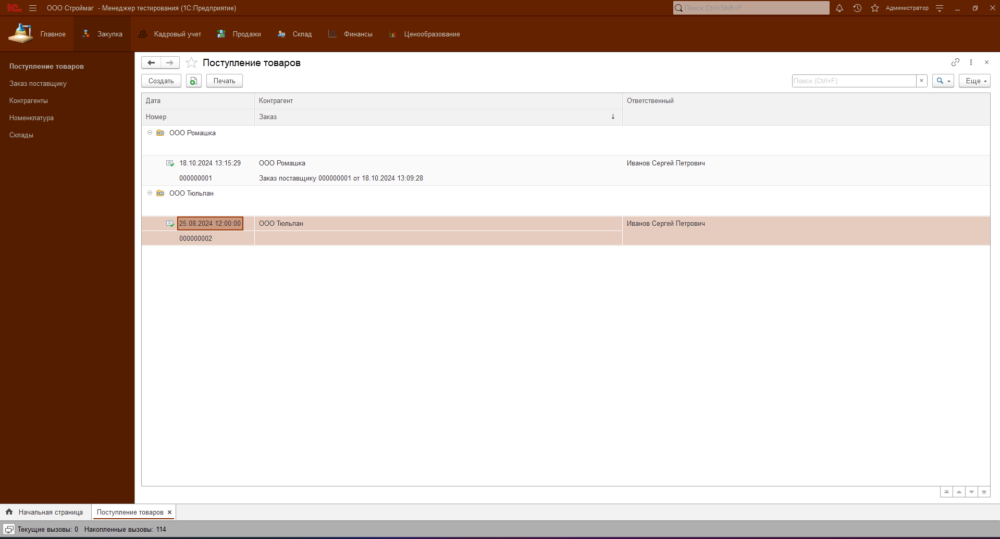 1С ООО Строймаг - Менеджер тестирования (1С:Предприятие) Поиск Ctrl+Shift+F Администратор
Главное Закупка Кадровый учет Продажи Склад Финансы Ценообразование
Поступление товаров
Заказ поставщику
Контрагенты
Номенклатура
Склады
Поступление товаров
Создать Печать Поиск (Ctrl+F) × Еще
Дата Контрагент Ответственный
Номер Заказ
ООО Ромашка
18.10.2024 13:15:29 ООО Ромашка Иванов Сергей Петрович
000000001 Заказ поставщику 000000001 от 18.10.2024 13:09:28
ООО Тюльпан
25.08.2024 12:00:00 ООО Тюльпан Иванов Сергей Петрович
000000002
Начальная страница Поступление товаров ×
Текущие вызовы: 0 Накопленные вызовы: 114